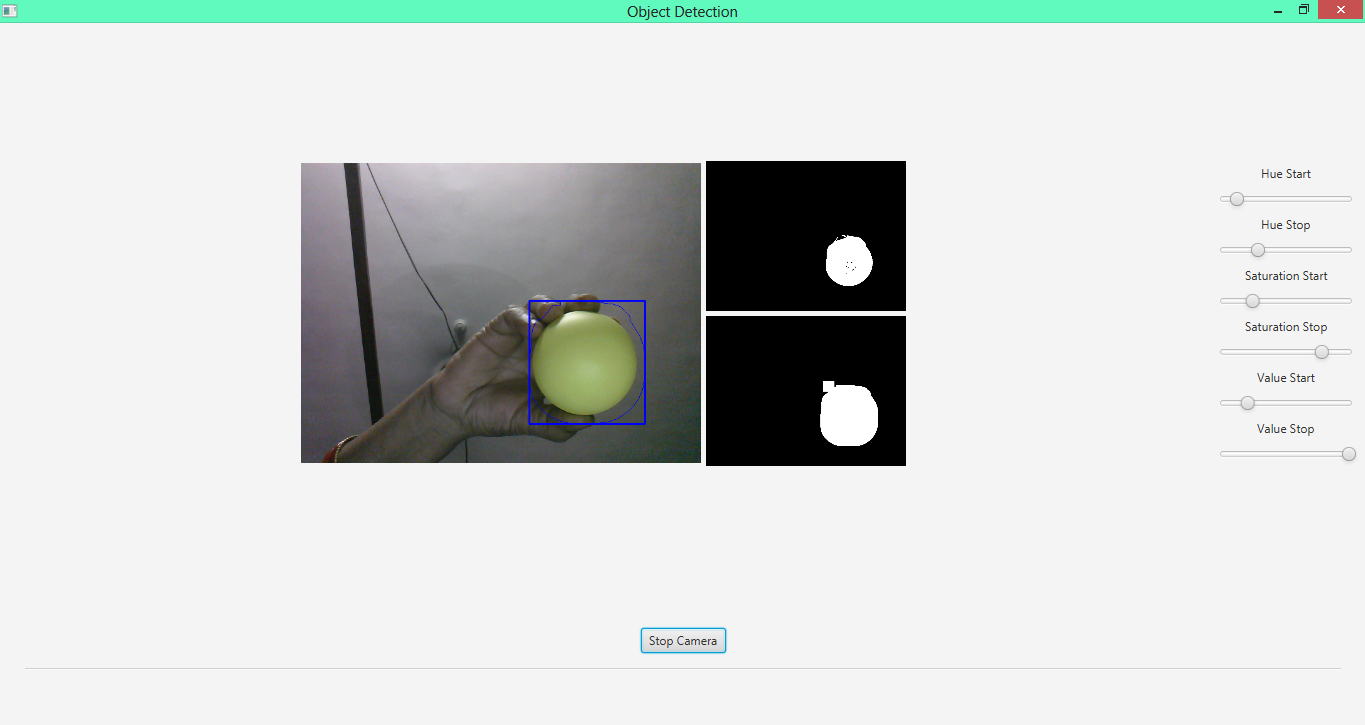 Object Detection
Hue Start
Hue Stop
Saturation Start
Saturation Stop
Value Start
Value Stop
Stop Camera